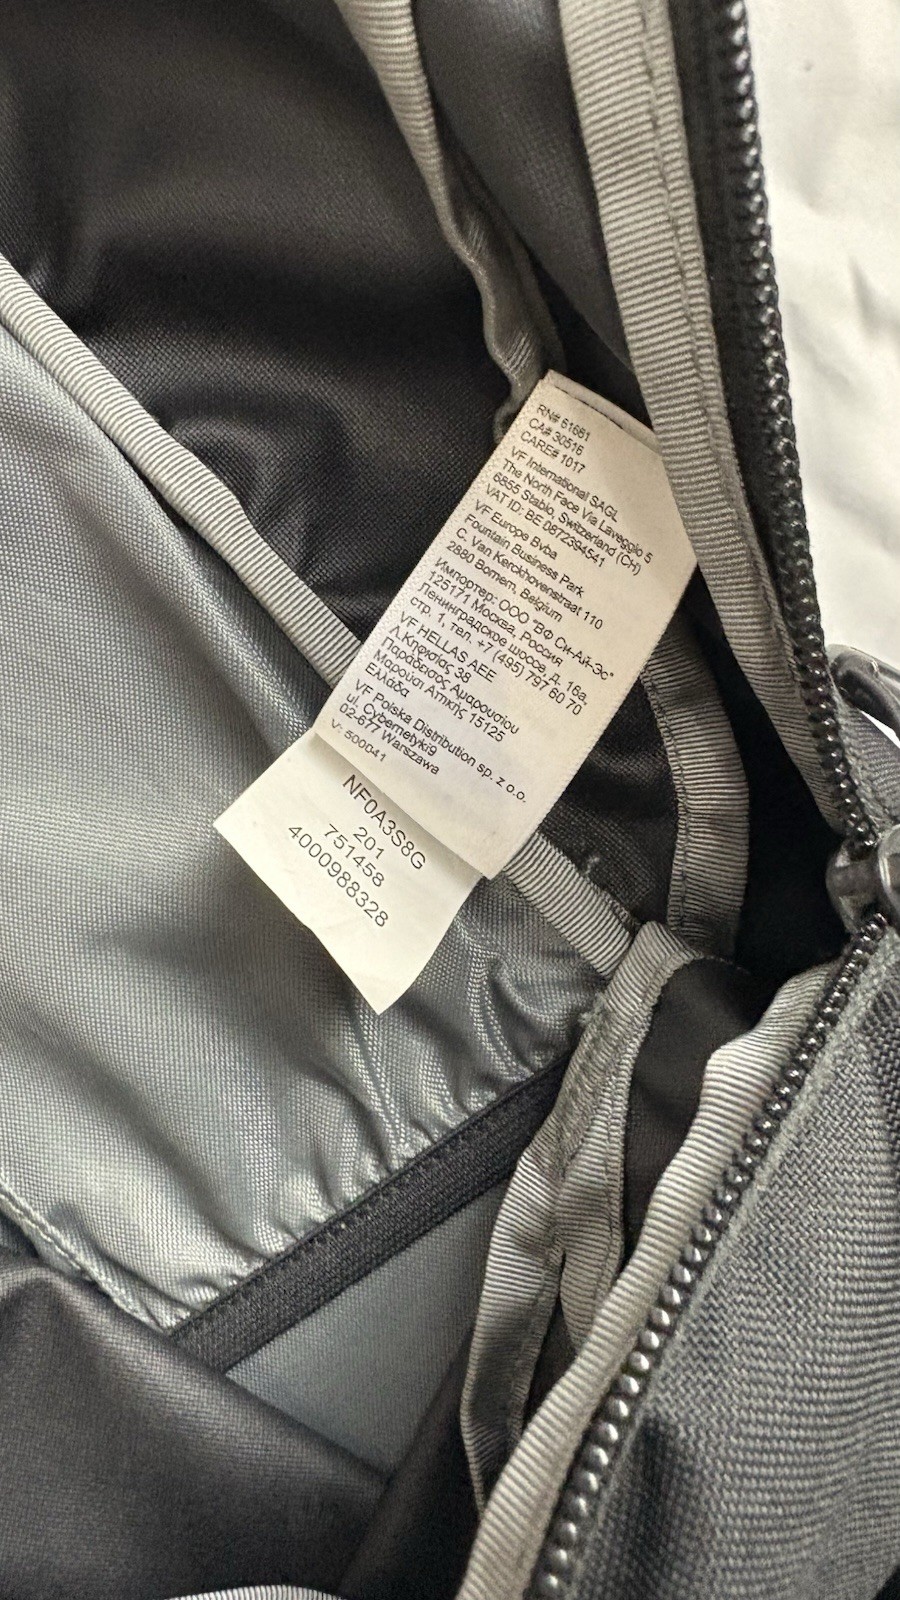 RN# 61661
CA# 30516
CARE# 1017
VF International SAGL
The North Face Via Laveggio 5
6855 Stabio, Switzerland (CH)
VAT ID: BE 0872394541
VF Europe Bvba
Fountain Business Park
C. Van Kerckhovenstraat 110
2880 Bornem, Belgium
Импортер: ООО "ВФ Си-Ай-Эс"
125171 Москва, Россия
Ленинградское шоссе, д. 16а,
стр. 1, тел. +7 (495) 797 60 70
VF HELLAS AEE
Λ.Κηφισίας 38
Παράδεισος Αμαρουσίου
Μαρούσι Αττικής 15125
Ελλάδα
VF Polska Distribution sp. z o.o.
ul. Cybernetyki9
02-677 Warszawa
V: 500041
NF0A3S8G
201
751458
4000988328